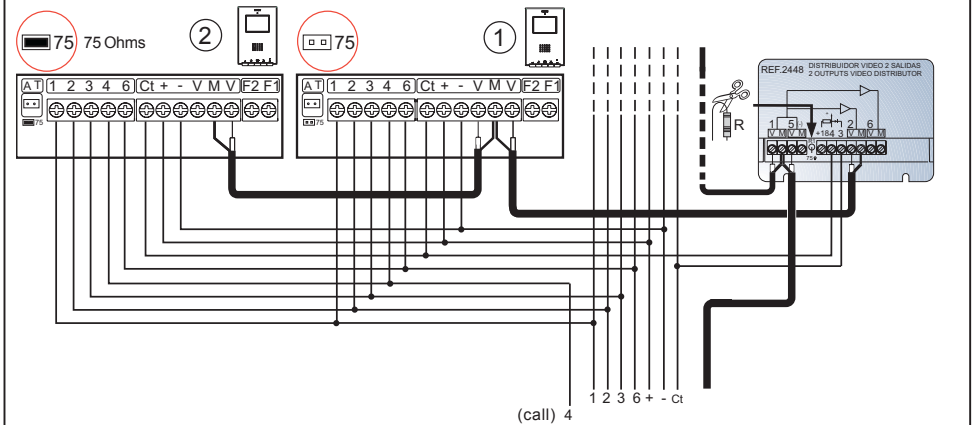 75 75 Ohms
2
75
1
A T 1 2 3 4 6 Ct + - V M V F2 F1
75
A T 1 2 3 4 6 Ct + - V M V F2 F1
75
R
REF.2448 DISTRIBUIDOR VIDEO 2 SALIDAS
2 OUTPUTS VIDEO DISTRIBUTOR
1 5 (-) +18 4 3 2 6
V M V M V M V M
75
1 2 3 6 + - Ct
(call) 4